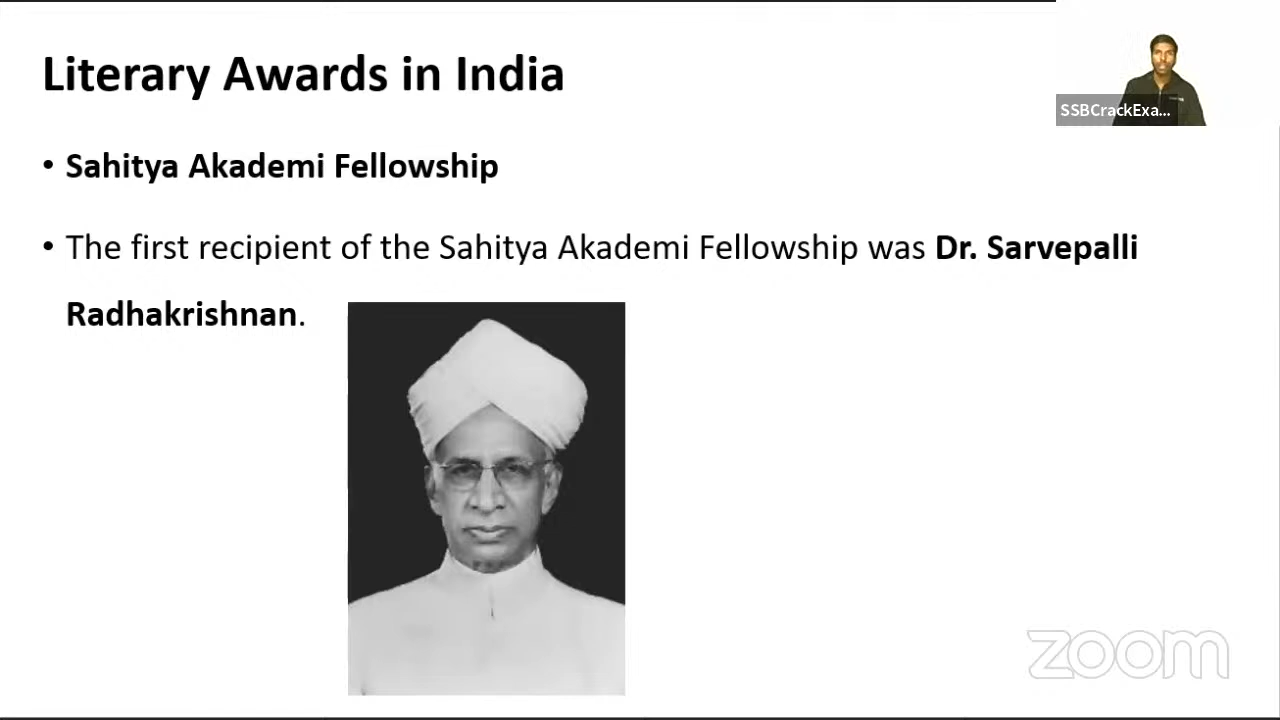 Literary Awards in India
SSBCrackExa...
• Sahitya Akademi Fellowship
• The first recipient of the Sahitya Akademi Fellowship was Dr. Sarvepalli
Radhakrishnan.
zoom